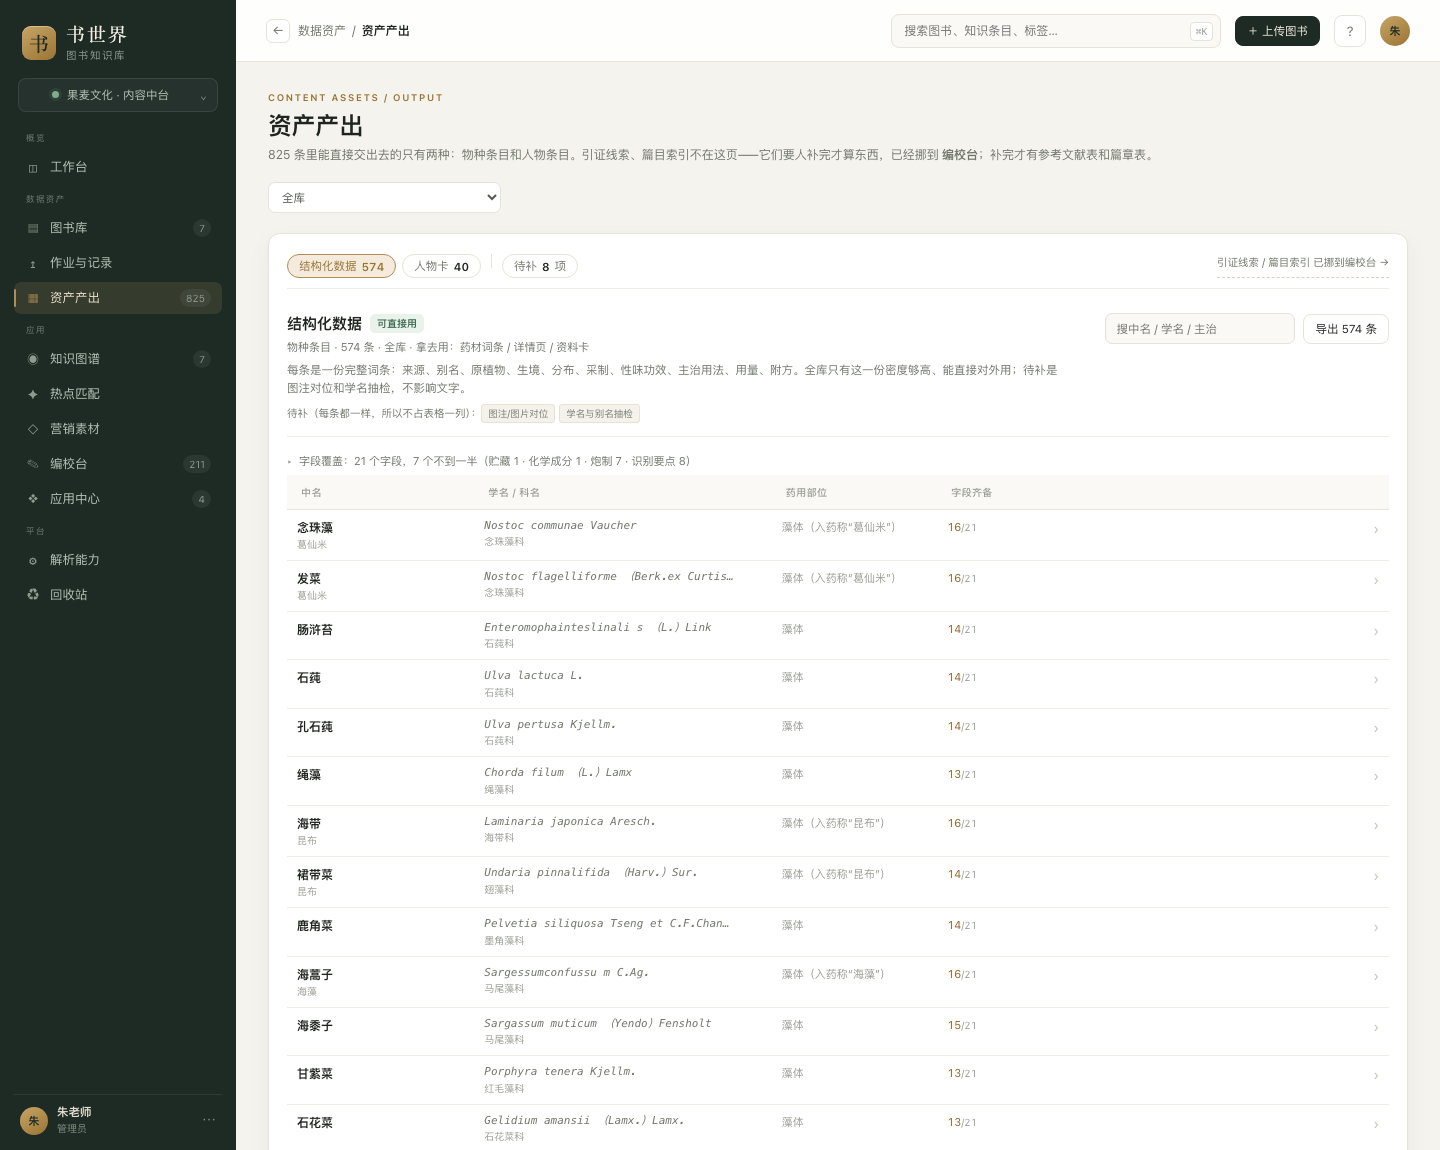 书 书世界
图书知识库
果麦文化 · 内容中台
概览
工作台
数据资产
图书库 7
作业与记录
资产产出 825
应用
知识图谱 7
热点匹配
营销素材
编校台 211
应用中心 4
平台
解析能力
回收站
朱 朱老师
管理员
← 数据资产 / 资产产出
搜索图书、知识条目、标签… ⌘K
+ 上传图书
?
朱
CONTENT ASSETS / OUTPUT
资产产出
825 条里能直接交出去的只有两种：物种条目和人物条目。引证线索、篇目索引不在这页——它们要人补完才算东西，已经挪到 编校台；补完才有参考文献表和篇章表。
全库
结构化数据 574
人物卡 40
待补 8 项
引证线索 / 篇目索引 已挪到编校台 →
结构化数据 可直接用
搜中名 / 学名 / 主治
导出 574 条
物种条目 · 574 条 · 全库 · 拿去用：药材词条 / 详情页 / 资料卡
每条是一份完整词条：来源、别名、原植物、生境、分布、采制、性味功效、主治用法、用量、附方。全库只有这一份密度够高、能直接对外用；待补是
图注对位和学名抽检，不影响文字。
待补（每条都一样，所以不占表格一列）： 图注/图片对位 学名与别名抽检
字段覆盖：21 个字段，7 个不到一半（贮藏 1 · 化学成分 1 · 炮制 7 · 识别要点 8）
中名 学名 / 科名 药用部位 字段齐备
念珠藻 Nostoc communae Vaucher 藻体（入药称“葛仙米”） 16/21
葛仙米 念珠藻科
发菜 Nostoc flagelliforme （Berk.ex Curtis… 藻体（入药称“葛仙米”） 16/21
葛仙米 念珠藻科
肠浒苔 Enteromophainteslinali s （L.）Link 藻体 14/21
石莼科
石莼 Ulva lactuca L. 藻体 14/21
石莼科
孔石莼 Ulva pertusa Kjellm. 藻体 14/21
石莼科
绳藻 Chorda filum （L.）Lamx 藻体 13/21
绳藻科
海带 Laminaria japonica Aresch. 藻体（入药称“昆布”） 16/21
昆布 海带科
裙带菜 Undaria pinnalifida （Harv.）Sur. 藻体（入药称“昆布”） 14/21
昆布 翅藻科
鹿角菜 Pelvetia siliquosa Tseng et C.F.Chan… 藻体 14/21
墨角藻科
海蒿子 Sargessumconfussu m C.Ag. 藻体（入药称“海藻”） 16/21
海藻 马尾藻科
海黍子 Sargassum muticum （Yendo）Fensholt 藻体 15/21
马尾藻科
甘紫菜 Porphyra tenera Kjellm. 藻体 13/21
红毛藻科
石花菜 Gelidium amansii （Lamx.）Lamx. 藻体 13/21
石花菜科